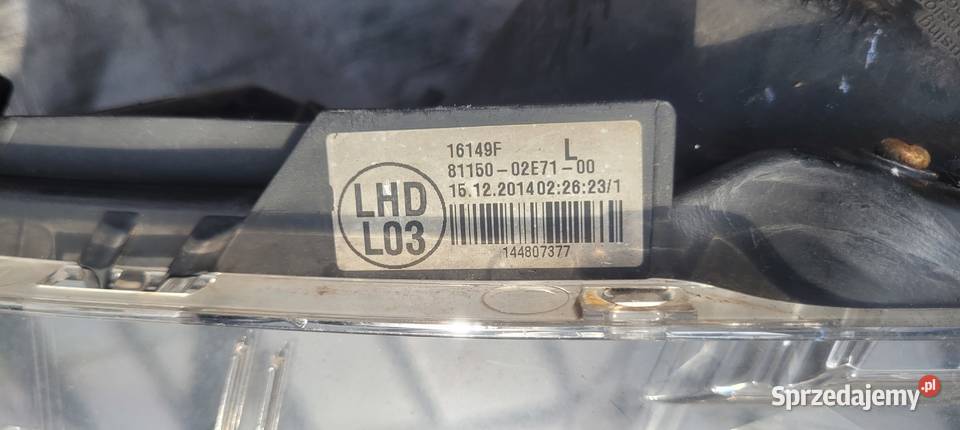 16149F L
81150-02E71-00
15.12.2014 02:26:23/1
LHD
L03
144807377
Sprzedajemy.pl